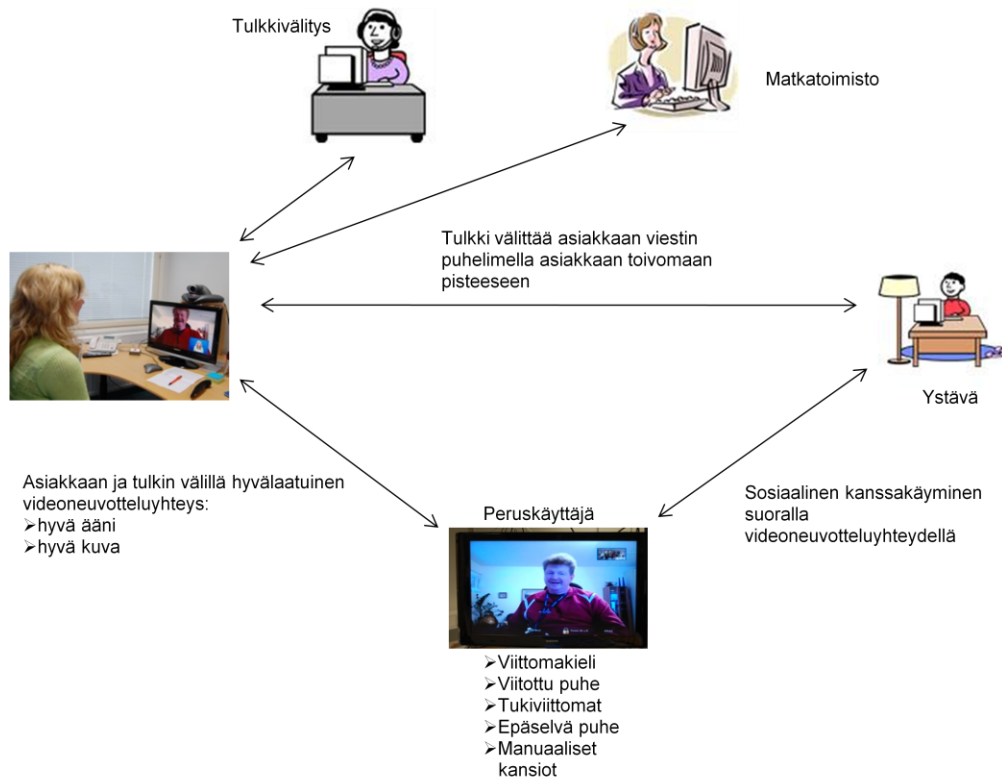 Tulkkivälitys
Matkatoimisto
Tulkki välittää asiakkaan viestin
puhelimella asiakkaan toivomaan
pisteeseen
Ystävä
Asiakkaan ja tulkin välillä hyvälaatuinen
videoneuvotteluyhteys:
➢hyvä ääni
➢hyvä kuva
Peruskäyttäjä
Sosiaalinen kanssakäyminen
suoralla
videoneuvotteluyhteydellä
➢Viittomakieli
➢Viitottu puhe
➢Tukiviittomat
➢Epäselvä puhe
➢Manuaaliset
kansiot